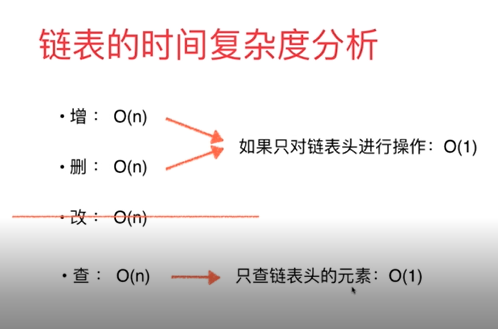 链表的时间复杂度分析
• 增： O(n)
如果只对链表头进行操作：O(1)
• 删： O(n)
• 改： O(n)
• 查： O(n) 只查链表头的元素：O(1)